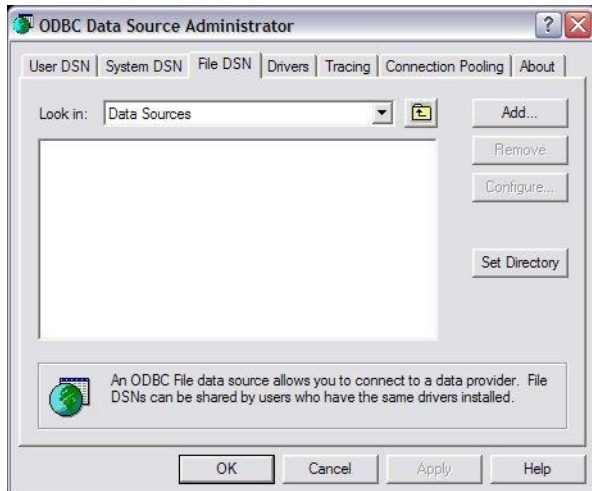 ODBC Data Source Administrator
?
User DSN System DSN File DSN Drivers Tracing Connection Pooling About
Look in: Data Sources
Add...
Remove
Configure...
Set Directory
An ODBC File data source allows you to connect to a data provider. File
DSNs can be shared by users who have the same drivers installed.
OK Cancel Apply Help